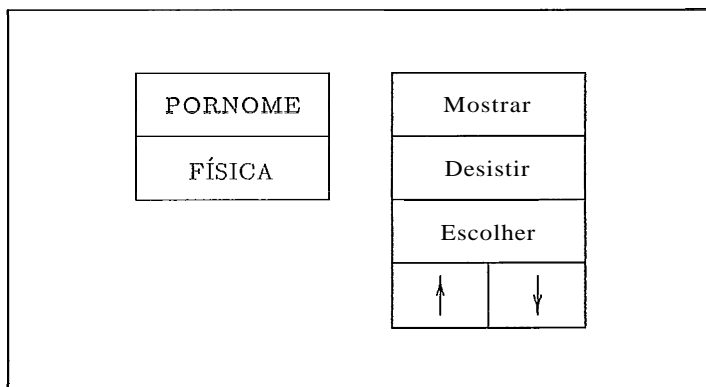 PORNOME
FÍSICA
Mostrar
Desistir
Escolher
↑ ↓